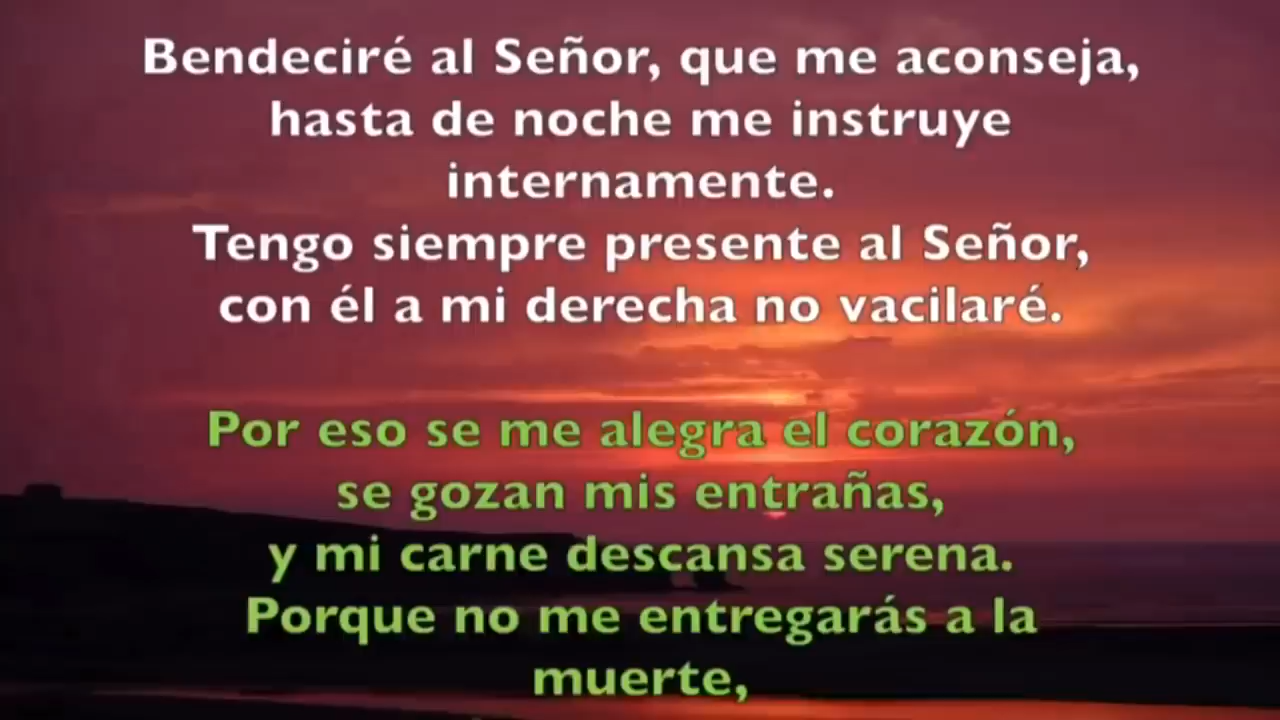 Bendeciré al Señor, que me aconseja,
hasta de noche me instruye
internamente.
Tengo siempre presente al Señor,
con él a mi derecha no vacilaré.
Por eso se me alegra el corazón,
se gozan mis entrañas,
y mi carne descansa serena.
Porque no me entregarás a la
muerte,